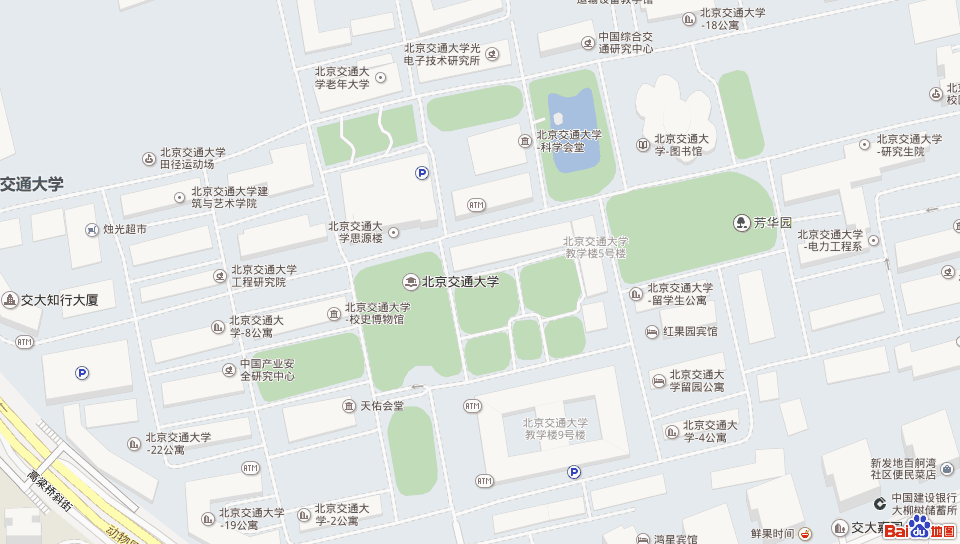 北京交通大学
-18公寓
中国综合交
通研究中心
北京交通大学光
电子技术研究所
北京交通大
学老年大学
北京交通大学
-科学会堂
北京交通大
学-图书馆
北京交通大学
-研究生院
北京交通大学
田径运动场
交通大学
北京交通大学建
筑与艺术学院
P
ATM
烛光超市
北京交通大
学思源楼
芳华园
北京交通大学
-电力工程系
北京交通大学
教学楼5号楼
北京交通大学
工程研究院
北京交通大学
北京交通大学
-留学生公寓
交大知行大厦
北京交通大学
-校史博物馆
北京交通大
学-8公寓
红果园宾馆
ATM
中国产业安
全研究中心
P
北京交通大
学留园公寓
天佑会堂
ATM
北京交通大学
教学楼9号楼
北京交通大
学-4公寓
北京交通大学
-22公寓
ATM
P
ATM
新发地百舸湾
社区便民菜店
高梁桥斜街
中国建设银行
大柳树储蓄所
北京交通大学
-19公寓
北京交通大
学-2公寓
动物
鸿星宾馆
鲜果时间
交大嘉园
Bai du 地图